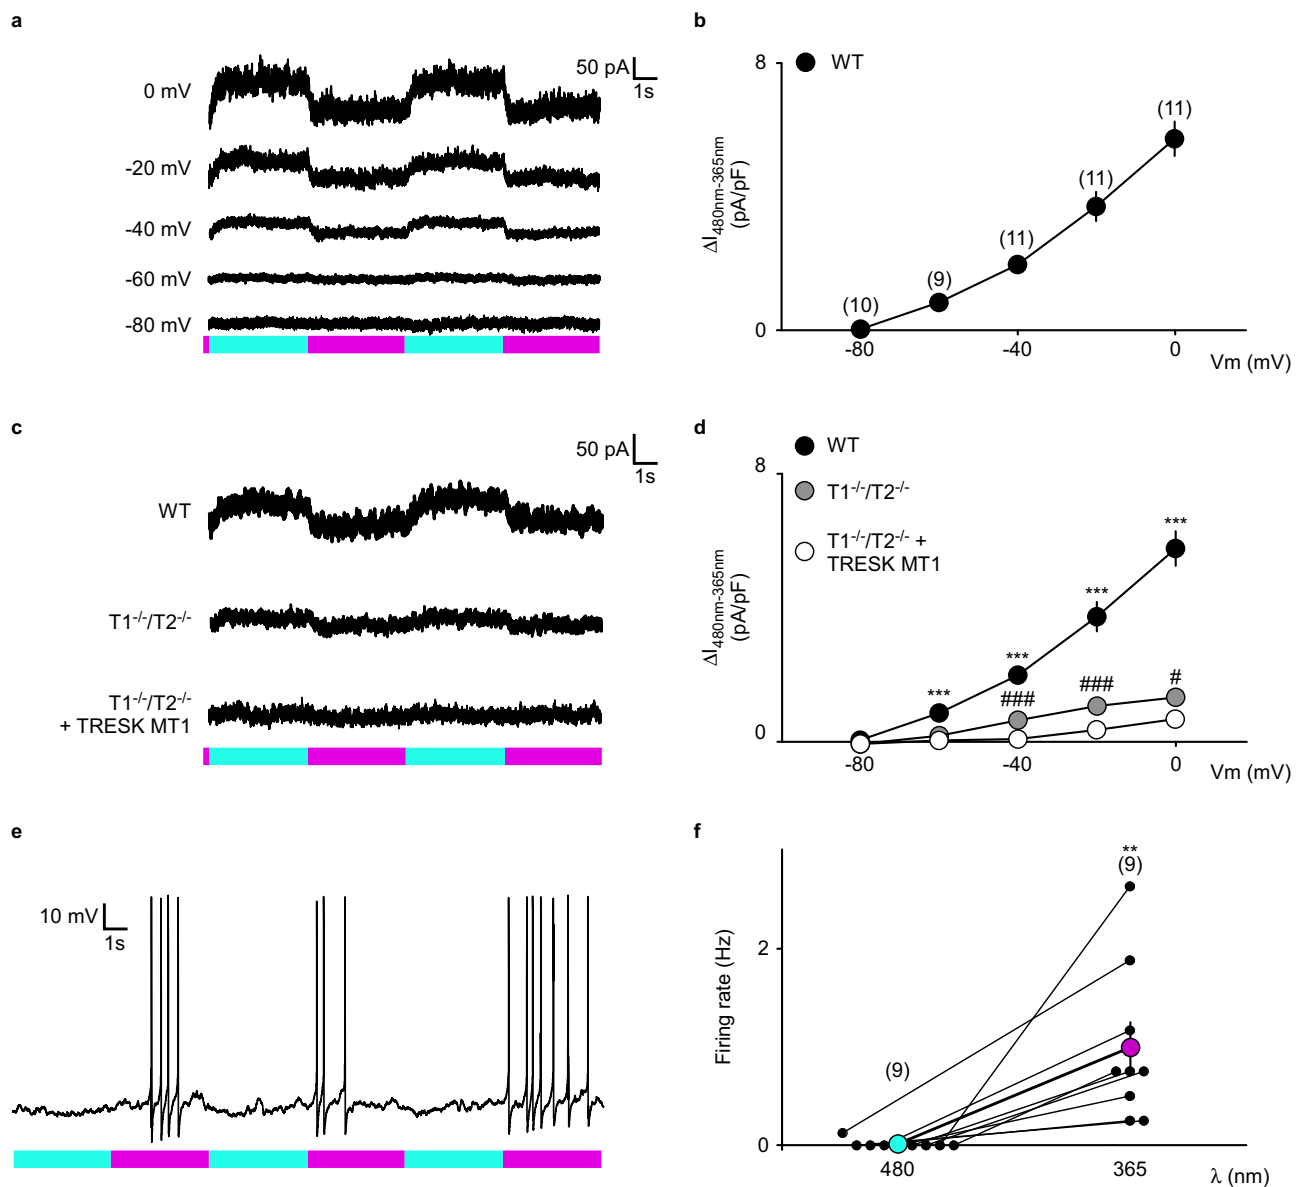 a
50 pA
1s
0 mV
-20 mV
-40 mV
-60 mV
-80 mV
b
8
WT
ΔI480nm-365nm
(pA/pF)
(10)
(9)
(11)
(11)
(11)
0
-80
-40
0
Vm (mV)
c
50 pA
1s
WT
T1-/-/T2-/-
T1-/-/T2-/-
+ TRESK MT1
d
WT
8
T1-/-/T2-/-
T1-/-/T2-/- +
TRESK MT1
ΔI480nm-365nm
(pA/pF)
***
***
***
***
###
###
#
0
-80
-40
0
Vm (mV)
e
10 mV
1s
f
**
(9)
2
Firing rate (Hz)
(9)
0
480
365
λ (nm)